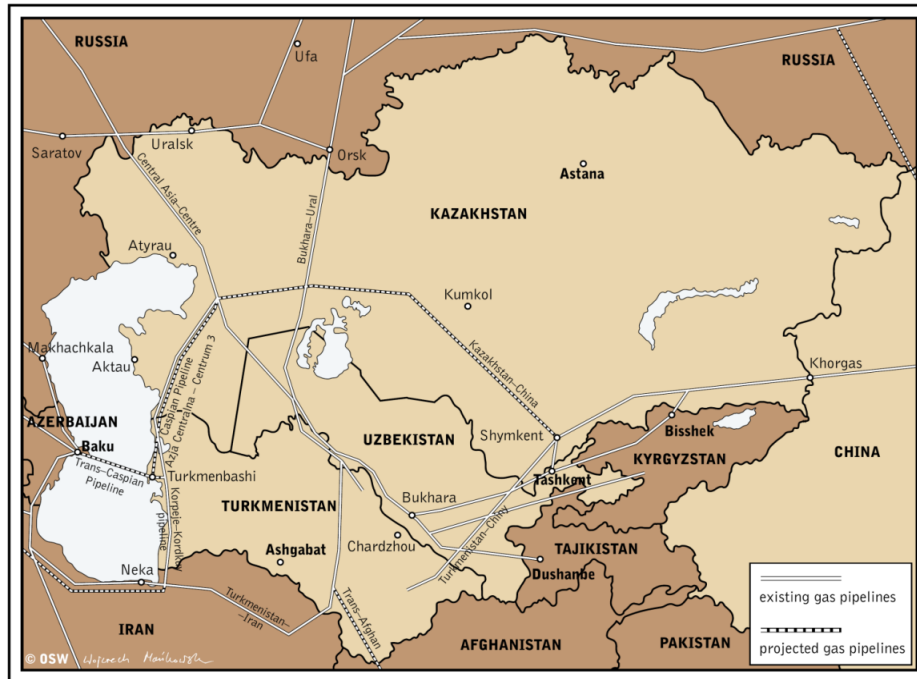 RUSSIA
Ufa
RUSSIA
Saratov
Uralsk
Orsk
Central Asia–Centre
Bukhara–Ural
Astana
KAZAKHSTAN
Atyrau
Kumkol
Makhachkala
Aktau
Caspian Pipeline
Azja Centralna – Centrum 3
Kazakhstan–China
Khorgas
AZERBAIJAN
Baku
Trans–Caspian
Pipeline
Turkmenbashi
UZBEKISTAN
Shymkent
Bisshek
KYRGYZSTAN
CHINA
Tashkent
Korpeje–Kordkuy
pipeline
TURKMENISTAN
Bukhara
Chardzhou
Turkmenistan–Chiny
Ashgabat
TAJIKISTAN
Dushanbe
Neka
Turkmenistan–
–Iran
Trans–Afghan
IRAN
AFGHANISTAN
PAKISTAN
existing gas pipelines
projected gas pipelines
© OSW